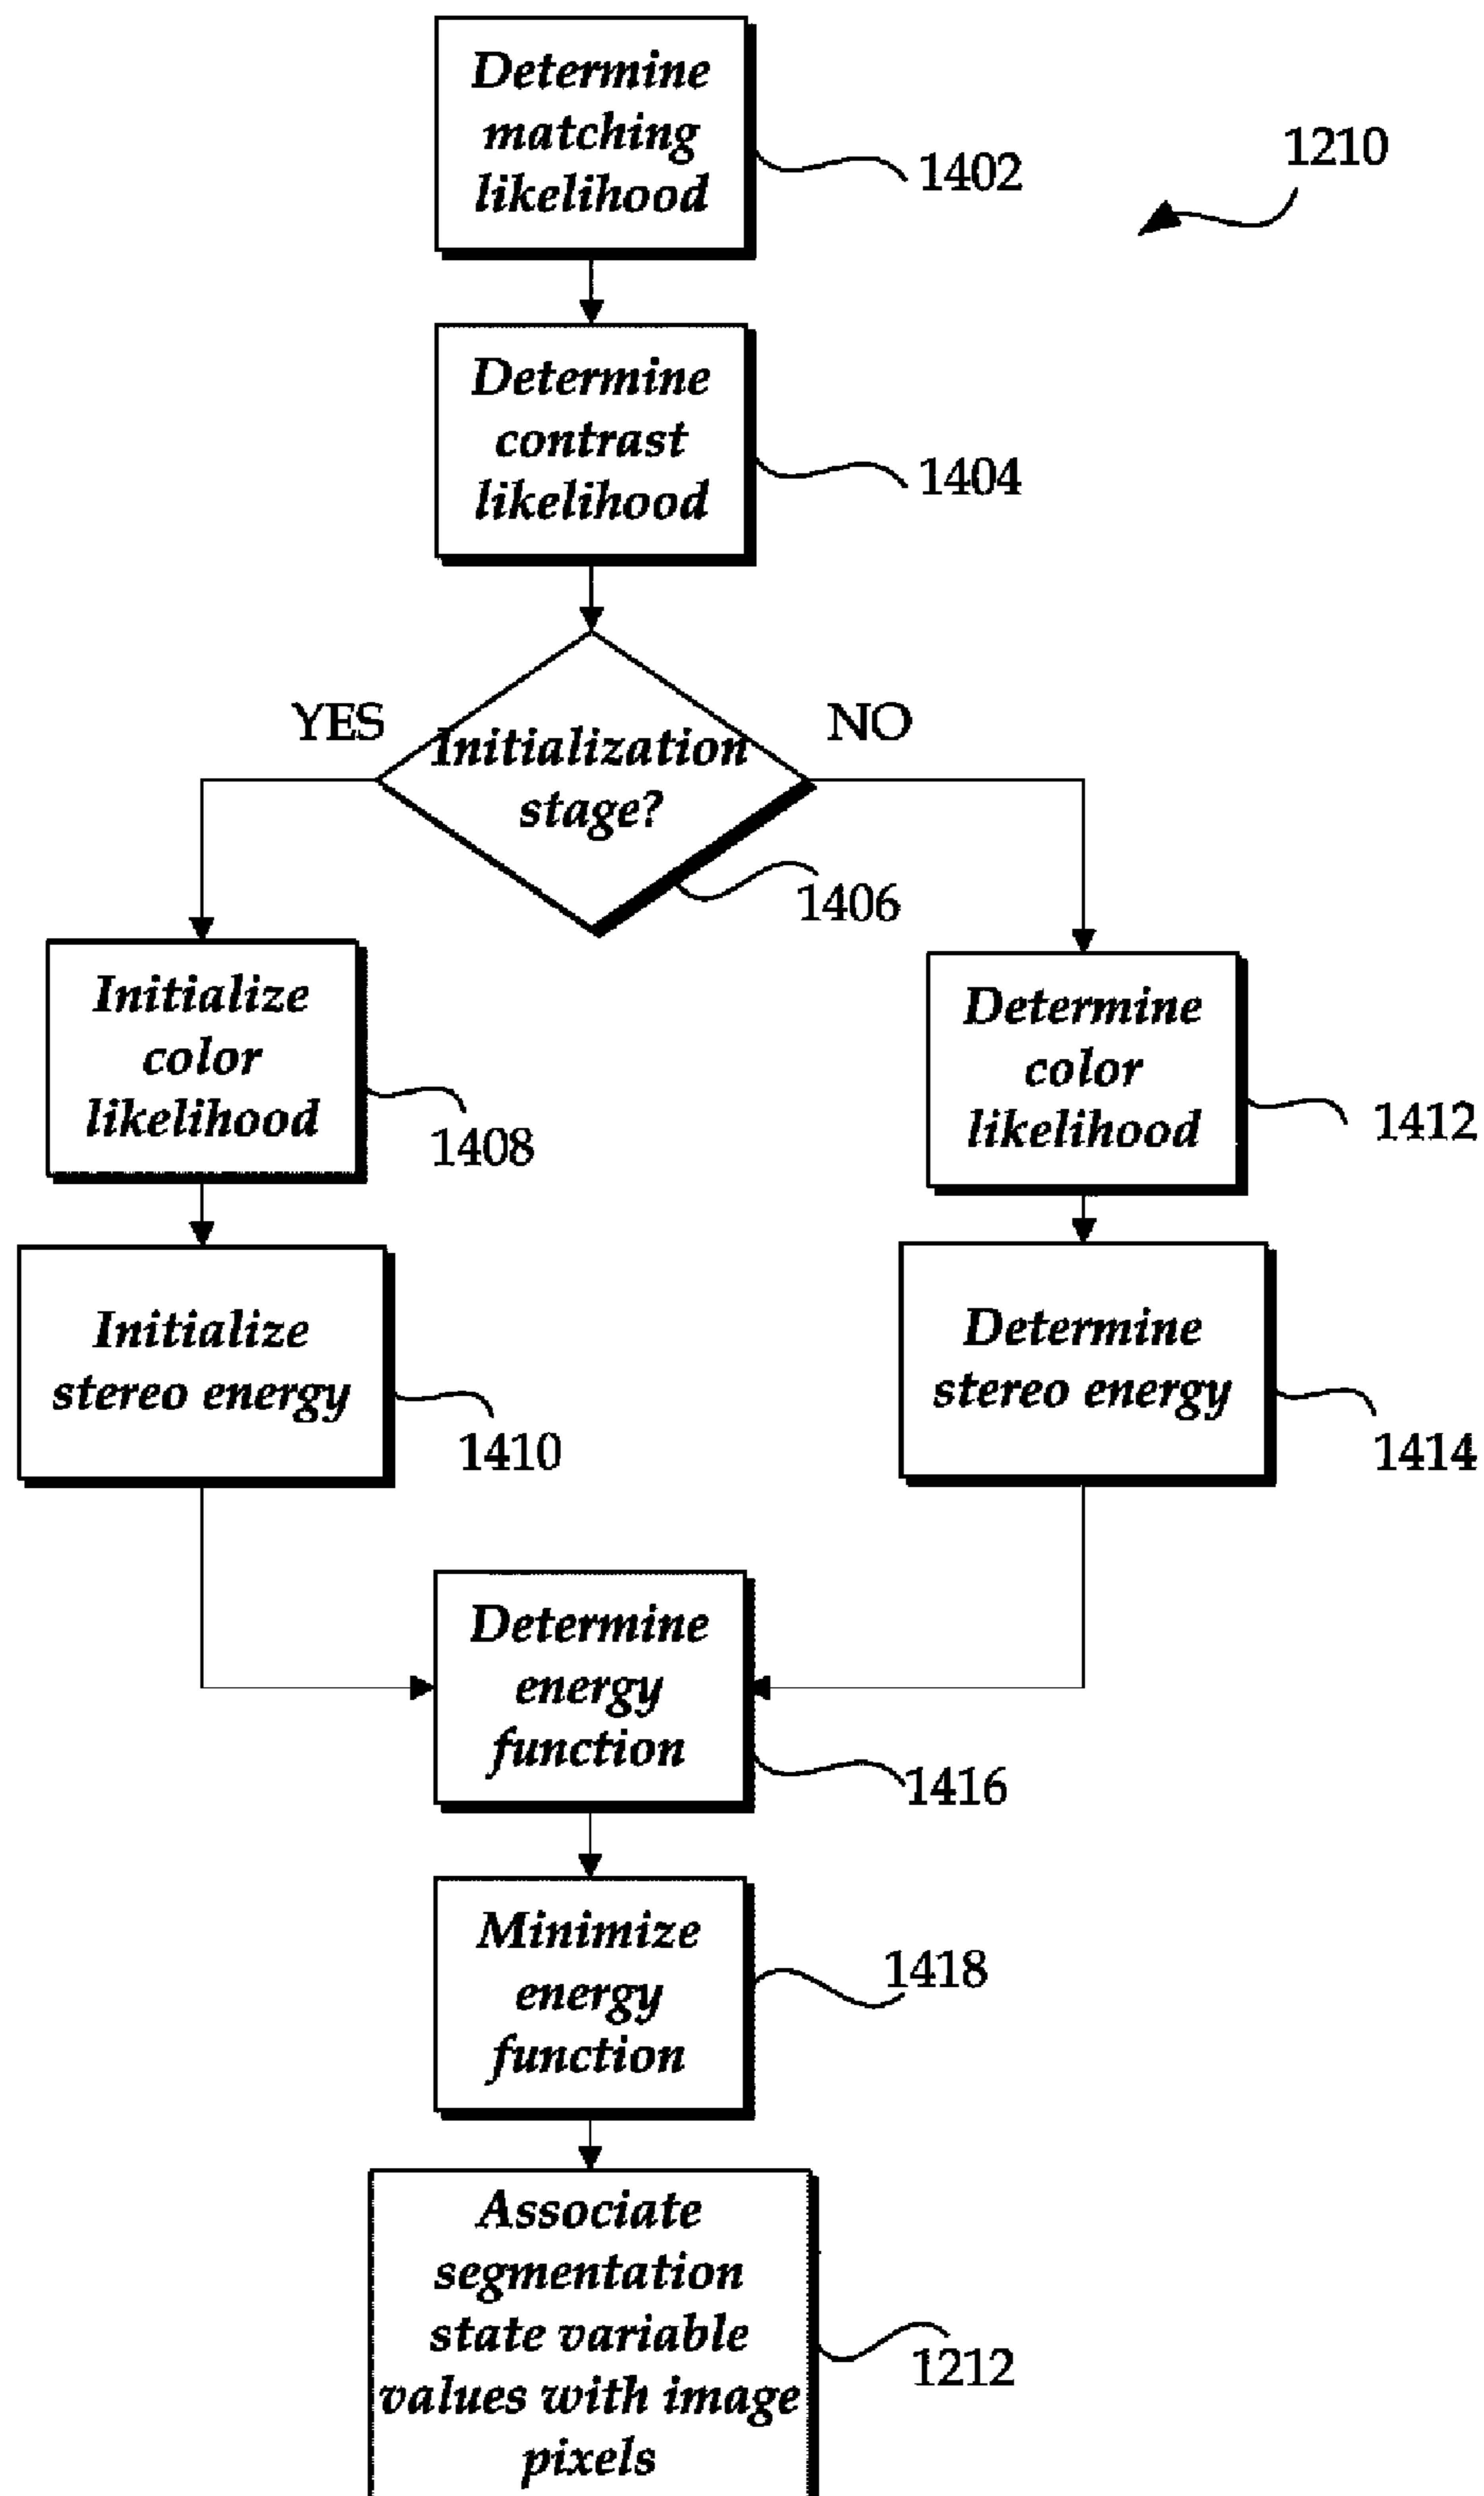 Determine
matching
likelihood
1402
1210
Determine
contrast
likelihood
1404
YES
NO
Initialization
stage?
1406
Initialize
color
likelihood
1408
Determine
color
likelihood
1412
Initialize
stereo energy
1410
Determine
stereo energy
1414
Determine
energy
function
1416
Minimize
energy
function
1418
Associate
segmentation
state variable
values with image
pixels
1212